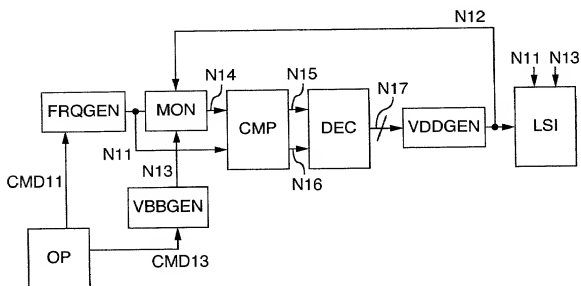 N12
N14
N15
N17
N11 N13
FRQGEN
MON
CMP
DEC
VDDGEN
LSI
N11
N13
N16
CMD11
VBBGEN
OP
CMD13